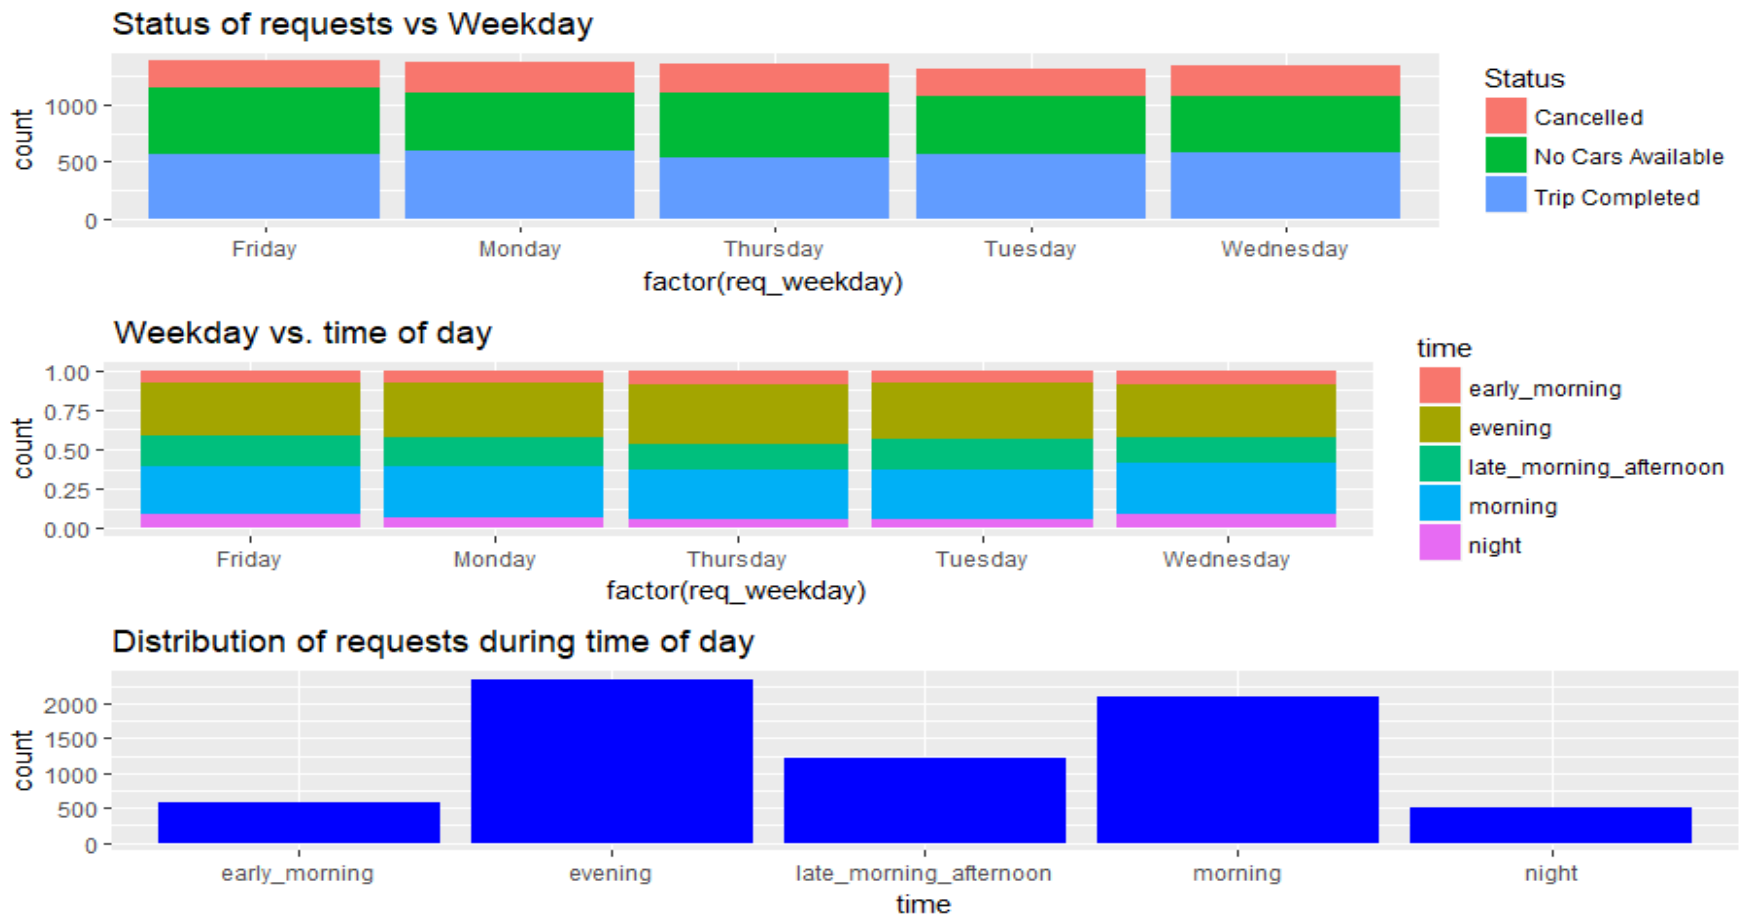 Status of requests vs Weekday
count
1000
500
0
Friday Monday Thursday Tuesday Wednesday
factor(req_weekday)
Status
Cancelled
No Cars Available
Trip Completed
Weekday vs. time of day
count
1.00
0.75
0.50
0.25
0.00
Friday Monday Thursday Tuesday Wednesday
factor(req_weekday)
time
early_morning
evening
late_morning_afternoon
morning
night
Distribution of requests during time of day
count
2000
1500
1000
500
0
early_morning evening late_morning_afternoon morning night
time